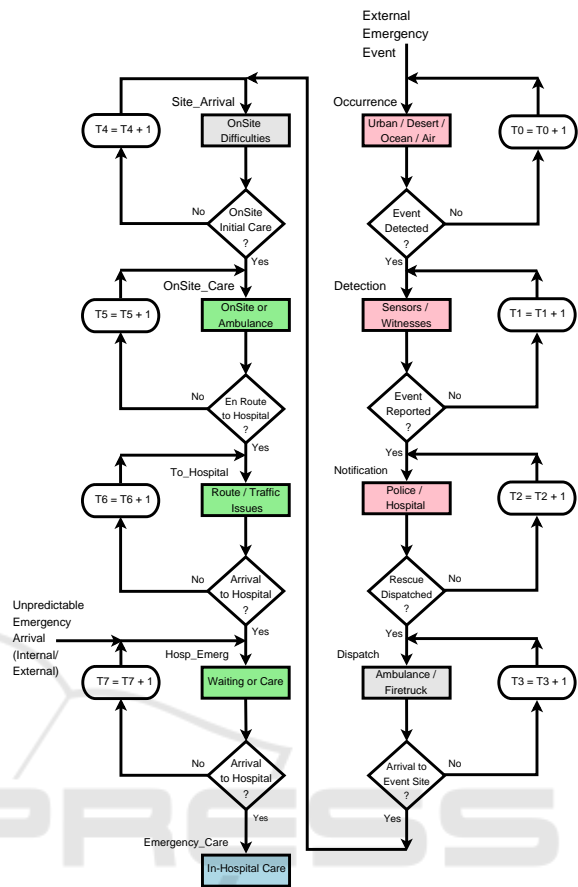 External
Emergency
Event
Occurrence
Urban / Desert /
Ocean / Air
T0 = T0 + 1
Event
Detected
?
No
Yes
Detection
Sensors /
Witnesses
T1 = T1 + 1
Event
Reported
?
No
Yes
Notification
Police /
Hospital
T2 = T2 + 1
Rescue
Dispatched
?
No
Yes
Dispatch
Ambulance /
Firetruck
T3 = T3 + 1
Arrival to
Event Site
?
No
Yes
Site_Arrival
OnSite
Difficulties
T4 = T4 + 1
OnSite
Initial Care
?
No
Yes
OnSite_Care
OnSite or
Ambulance
T5 = T5 + 1
En Route
to Hospital
?
No
Yes
To_Hospital
Route / Traffic
Issues
T6 = T6 + 1
Arrival
to Hospital
?
No
Yes
Unpredictable
Emergency
Arrival
(Internal/
External)
Hosp_Emerg
Waiting or Care
T7 = T7 + 1
Arrival
to Hospital
?
No
Yes
Emergency_Care
In-Hospital Care
PRESS